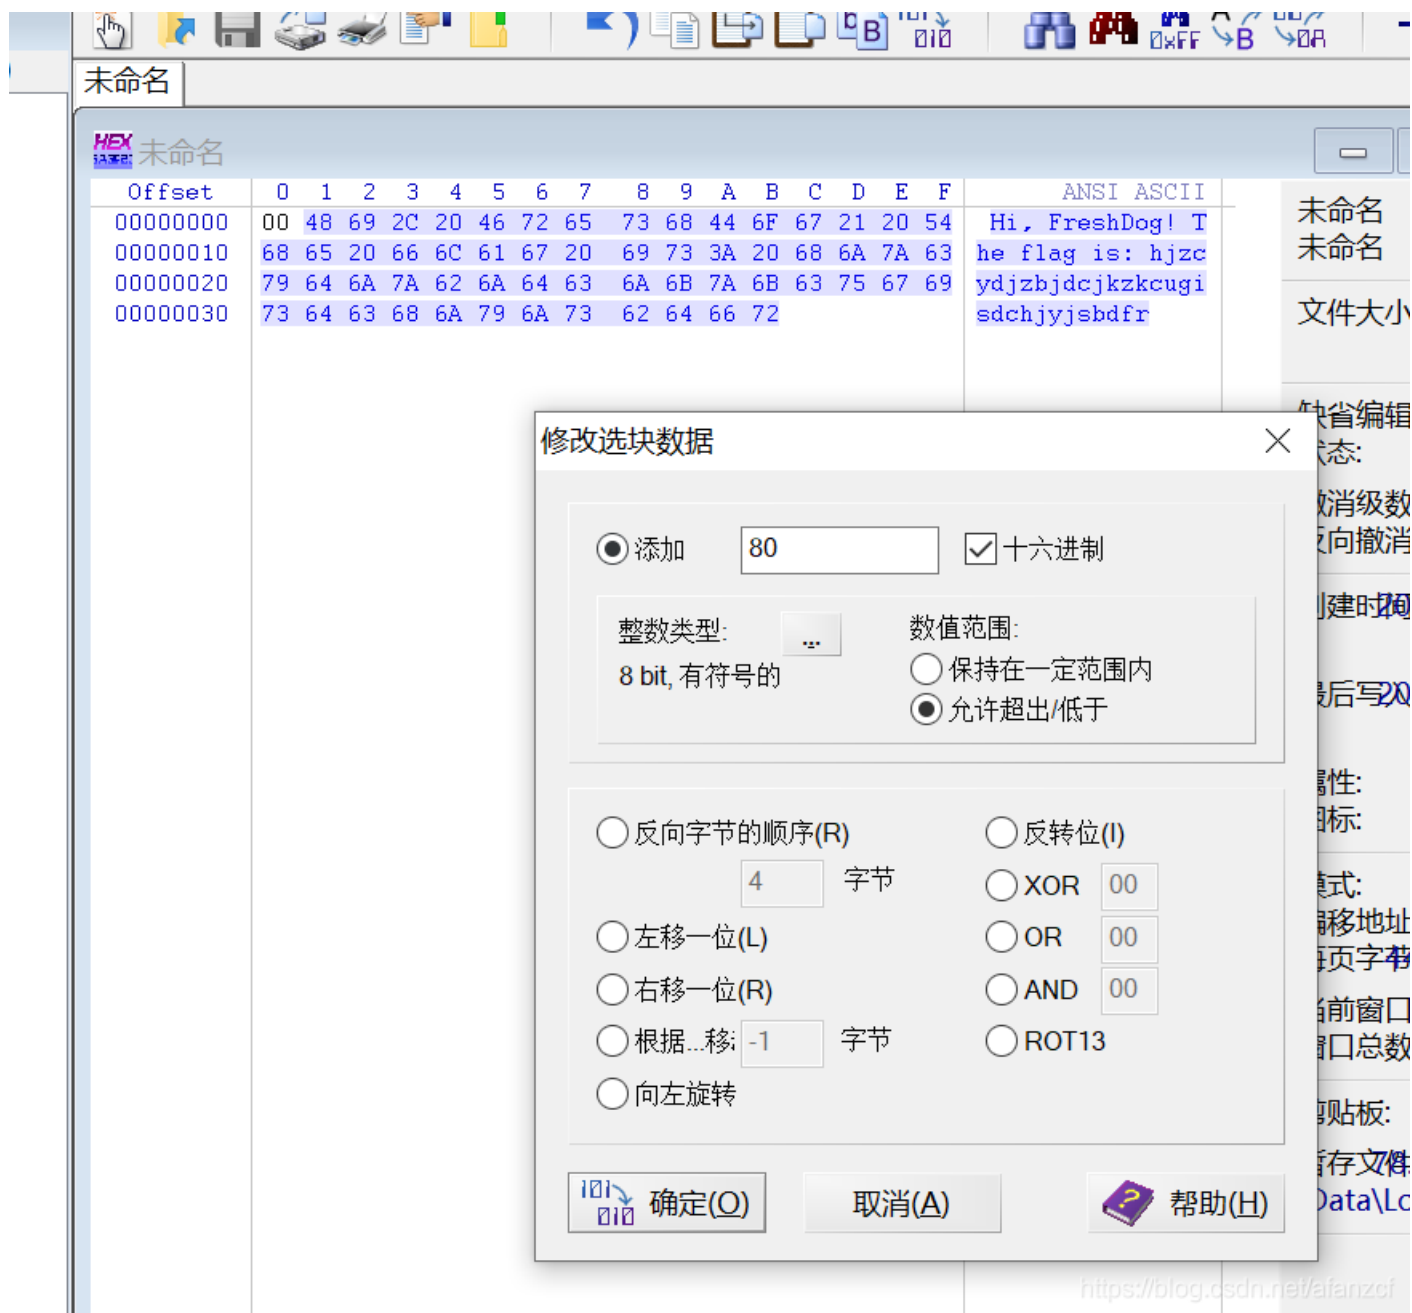 未命名
HEX 未命名
Offset 0 1 2 3 4 5 6 7 8 9 A B C D E F ANSI ASCII
00000000 00 48 69 2C 20 46 72 65 73 68 44 6F 67 21 20 54 Hi, FreshDog! T
00000010 68 65 20 66 6C 61 67 20 69 73 3A 20 68 6A 7A 63 he flag is: hjzc
00000020 79 64 6A 7A 62 6A 64 63 6A 6B 7A 6B 63 75 67 69 ydjzbjdcjkzkcugi
00000030 73 64 63 68 6A 79 6A 73 62 64 66 72 sdchjyjsbdfr
未命名
未命名
文件大小
缺省编辑
状态:
修改选块数据
添加 80 十六进制
整数类型: ...
8 bit, 有符号的
数值范围:
保持在一定范围内
允许超出/低于
反向字节的顺序(R)
4 字节
左移一位(L)
右移一位(R)
根据...移 -1 字节
向左旋转
反转位(I)
XOR 00
OR 00
AND 00
ROT13
确定(O) 取消(A) 帮助(H)
https://blog.csdn.net/afanzcf